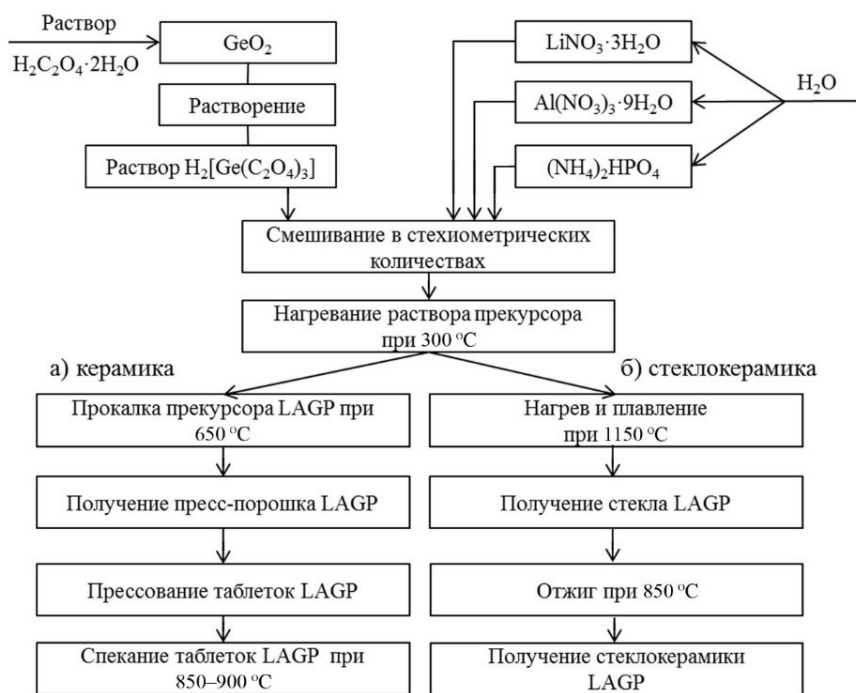 Раствор
H₂C₂O₄·2H₂O
GeO₂
Растворение
Раствор H₂[Ge(C₂O₄)₃]
LiNO₃·3H₂O
Al(NO₃)₃·9H₂O
(NH₄)₂HPO₄
H₂O
Смешивание в стехиометрических
количествах
Нагревание раствора прекурсора
при 300 °C
а) керамика
Прокалка прекурсора LAGP при
650 °C
Получение пресс-порошка LAGP
Прессование таблеток LAGP
Спекание таблеток LAGP при
850–900 °C
б) стеклокерамика
Нагрев и плавление
при 1150 °C
Получение стекла LAGP
Отжиг при 850 °C
Получение стеклокерамики
LAGP